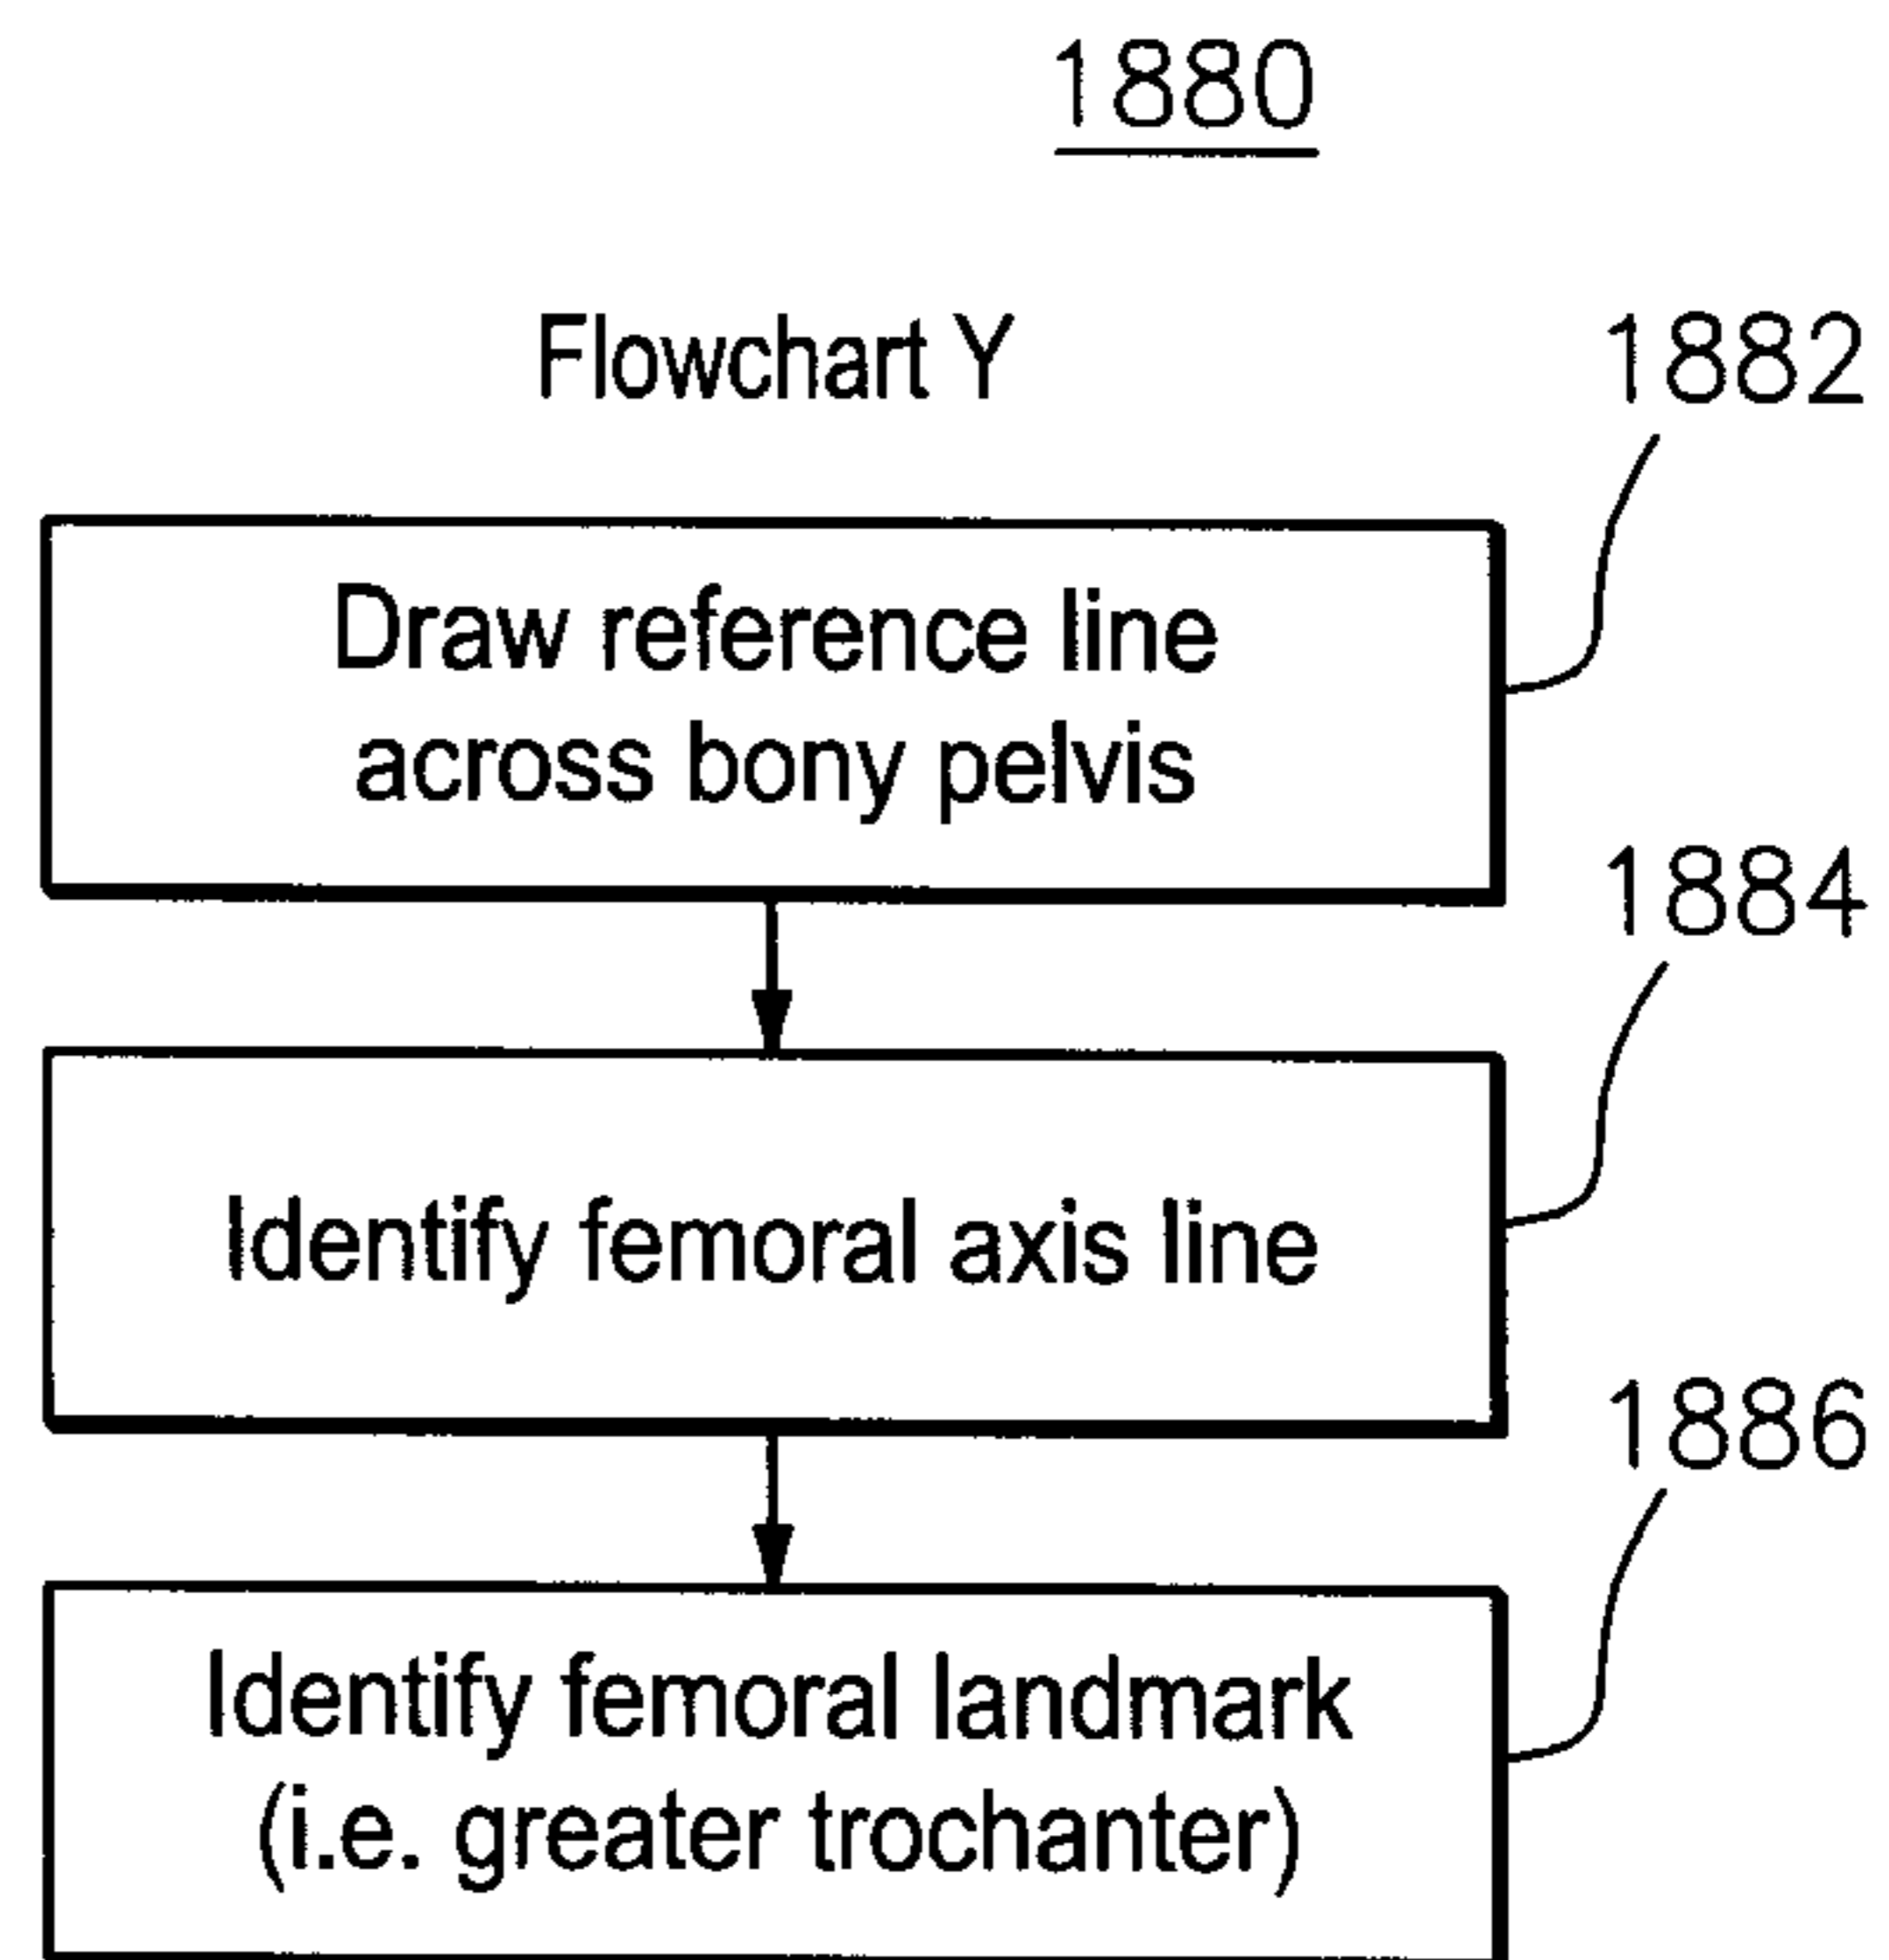 1880
Flowchart Y
1882
Draw reference line
across bony pelvis
1884
Identify femoral axis line
1886
Identify femoral landmark
(i.e. greater trochanter)